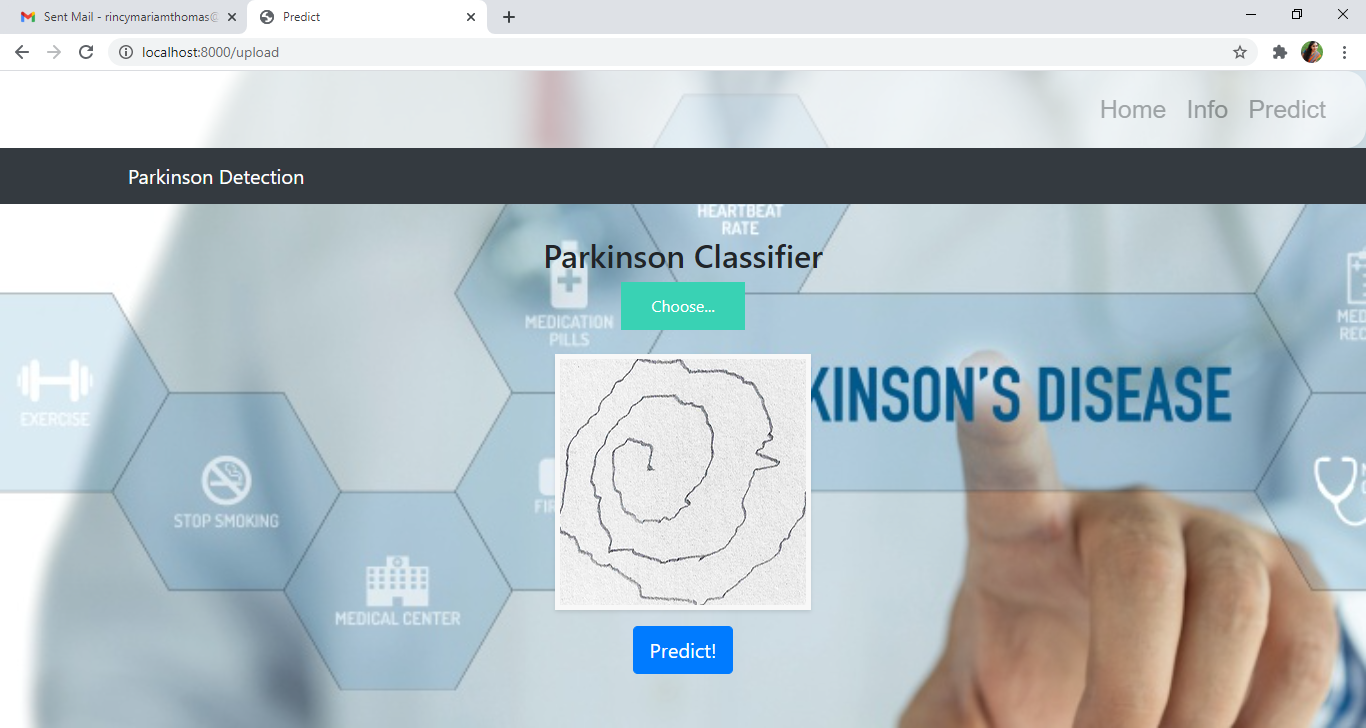 Sent Mail - rincymariamthomas@
Predict
localhost:8000/upload
Home Info Predict
Parkinson Detection
HEARTBEAT
RATE
Parkinson Classifier
Choose...
MEDICATION
PILLS
KINSON'S DISEASE
EXERCISE
STOP SMOKING
MEDICAL CENTER
Predict!